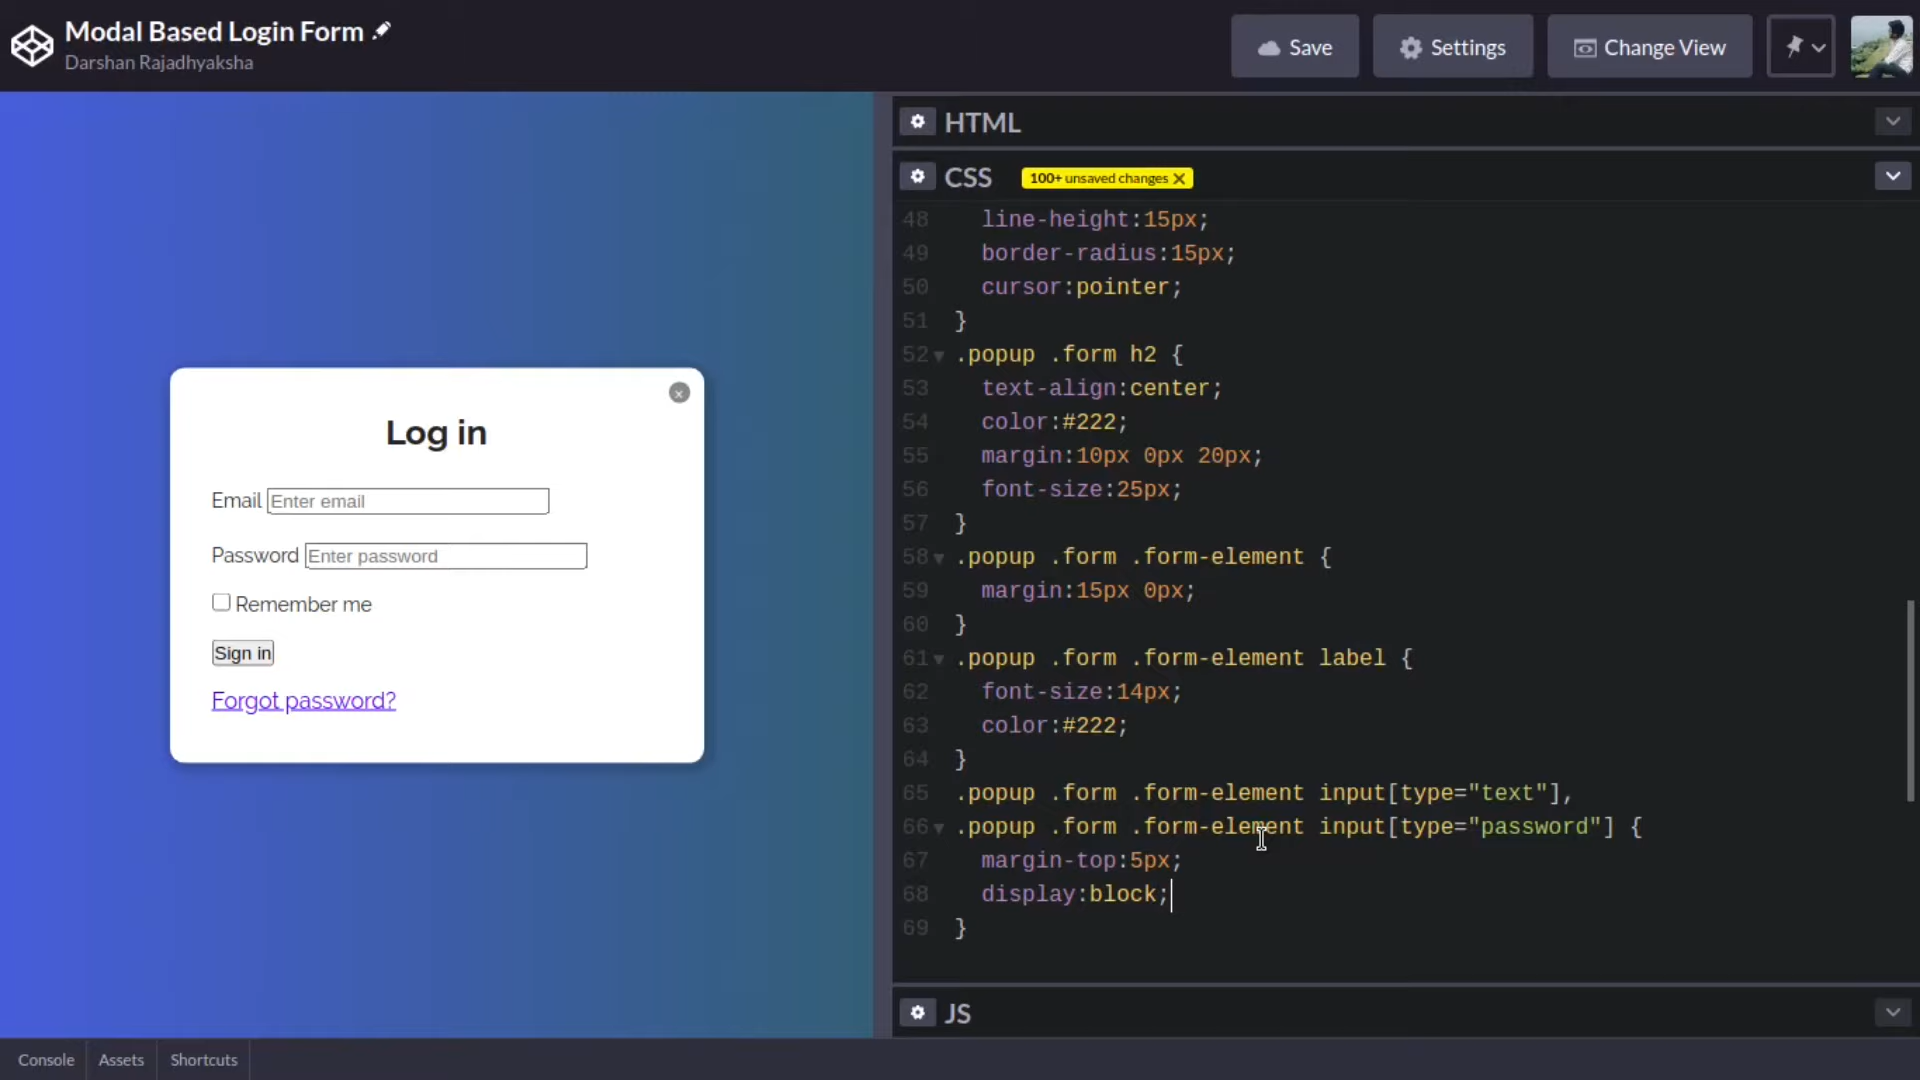 Modal Based Login Form
Darshan Rajadhyaksha
Save
Settings
Change View
HTML
CSS
100+ unsaved changes
48 line-height:15px;
49 border-radius:15px;
50 cursor:pointer;
51 }
52 .popup .form h2 {
53 text-align:center;
54 color:#222;
55 margin:10px 0px 20px;
56 font-size:25px;
57 }
58 .popup .form .form-element {
59 margin:15px 0px;
60 }
61 .popup .form .form-element label {
62 font-size:14px;
63 color:#222;
64 }
65 .popup .form .form-element input[type="text"],
66 .popup .form .form-element input[type="password"] {
67 margin-top:5px;
68 display:block;
69 }
JS
Log in
Email Enter email
Password Enter password
Remember me
Sign in
Forgot password?
Console
Assets
Shortcuts